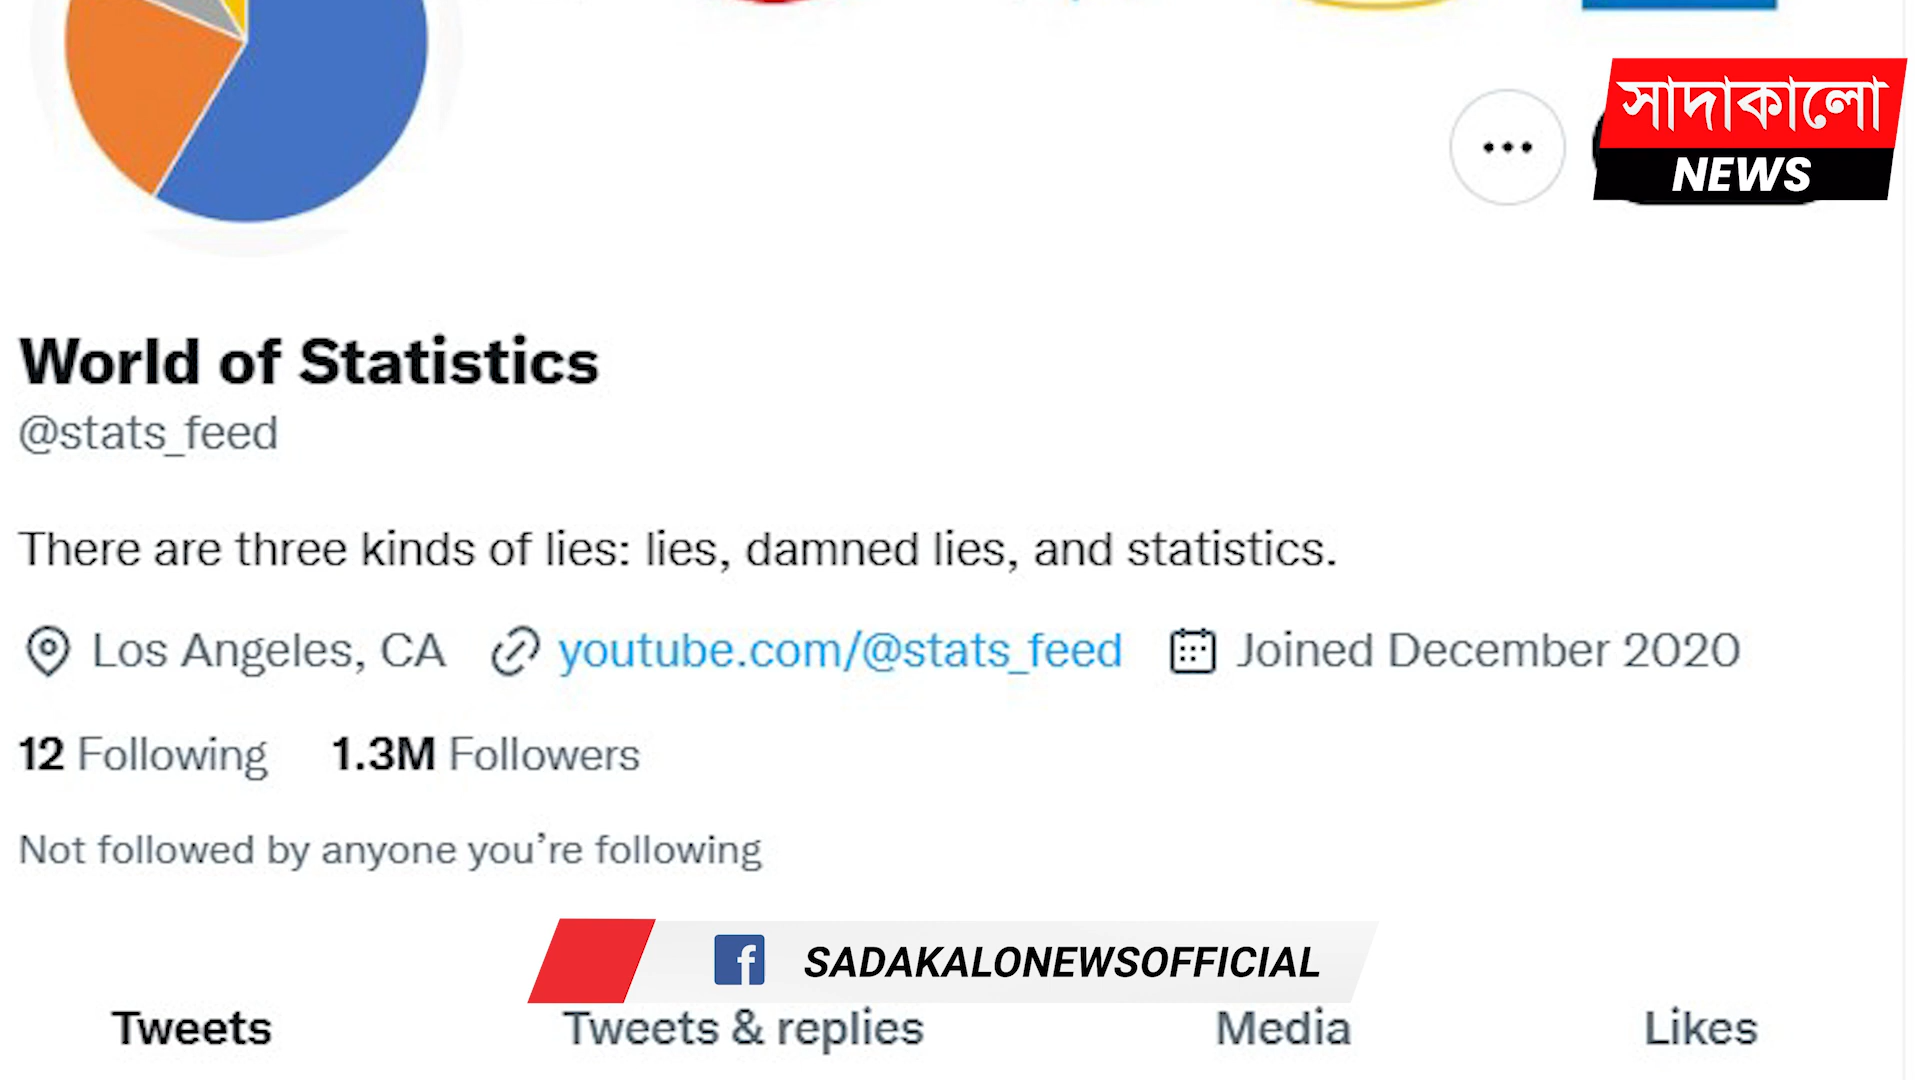 সাদাকালো
NEWS
World of Statistics
@stats_feed
There are three kinds of lies: lies, damned lies, and statistics.
Los Angeles, CA youtube.com/@stats_feed Joined December 2020
12 Following 1.3M Followers
Not followed by anyone you’re following
f SADAKALONEWSOFFICIAL
Tweets Tweets & replies Media Likes